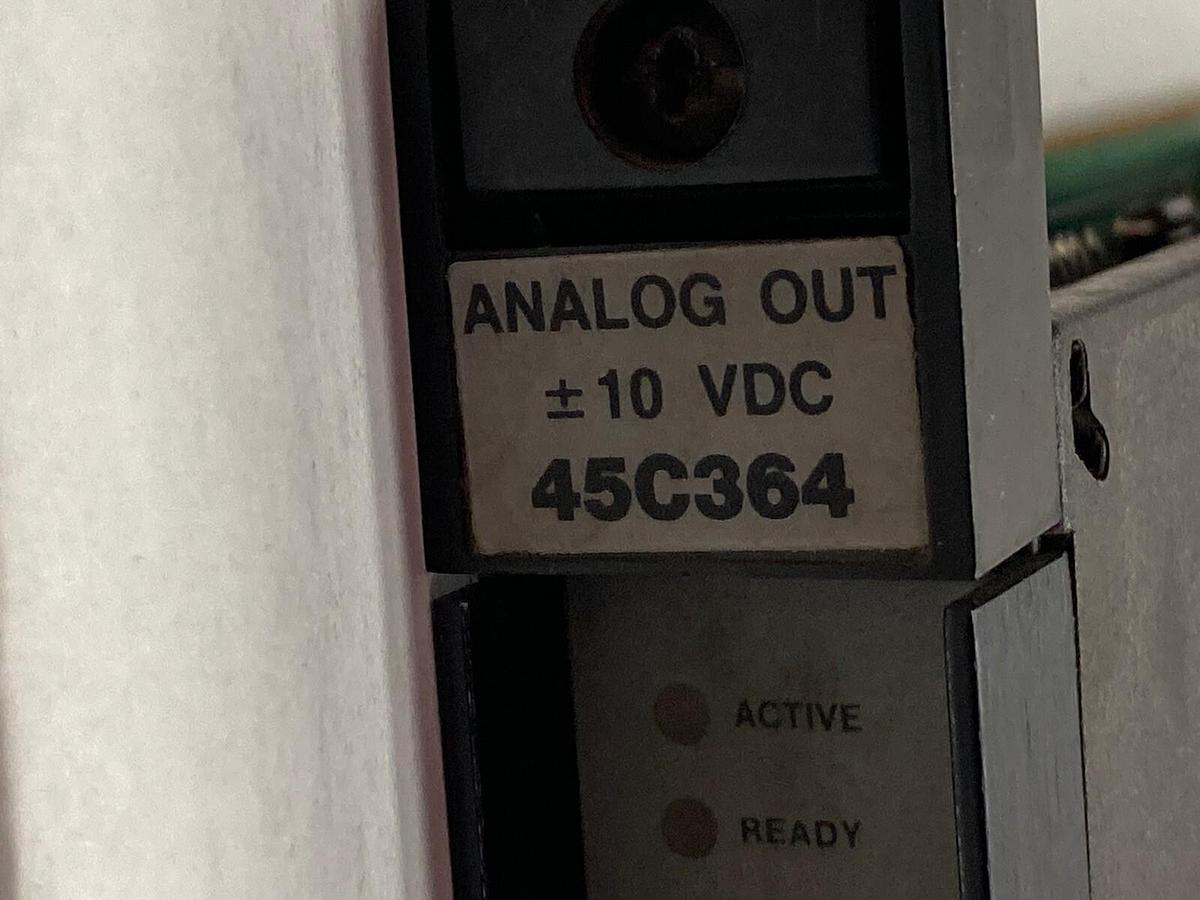 ANALOG OUT
±10 VDC
45C364
ACTIVE
READY